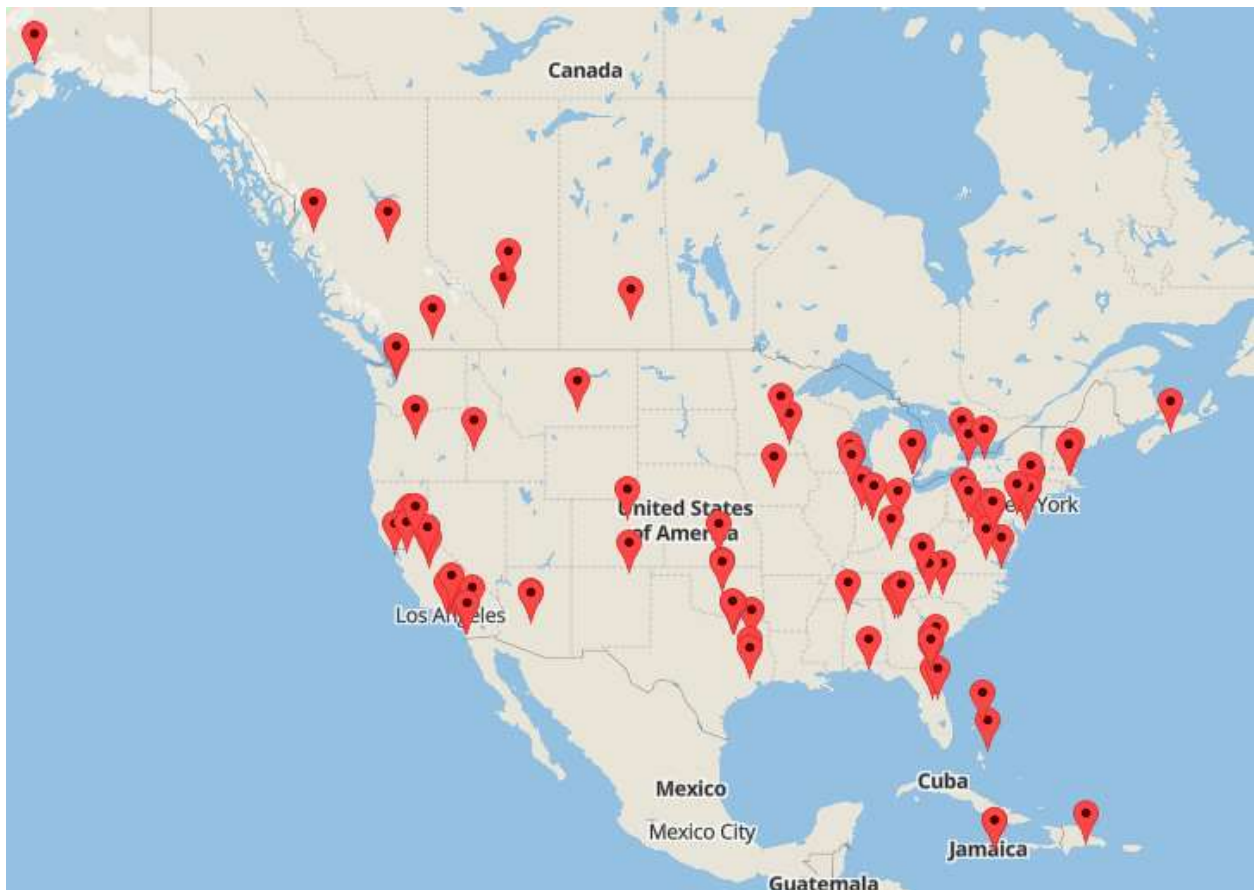 Canada
United States
of America
New York
Los Angeles
Mexico
Cuba
Mexico City
Jamaica
Guatemala